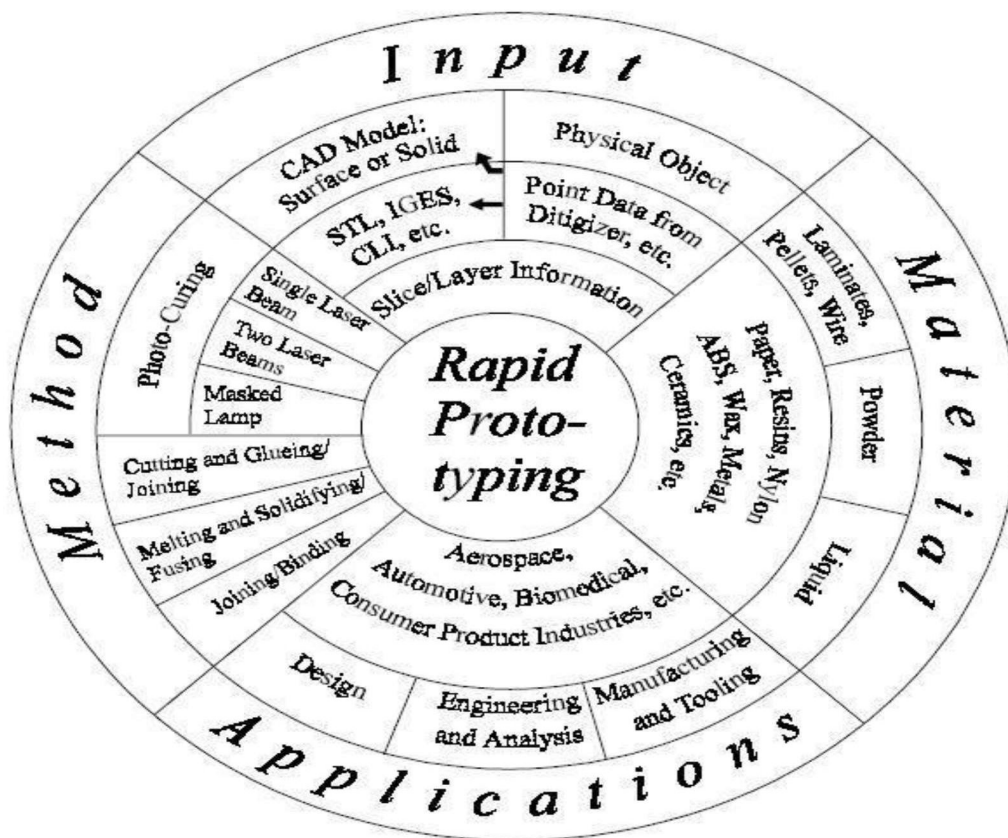 Input
CAD Model:
Surface or Solid
Physical Object
STL, IGES,
CLI, etc.
Point Data from
Ditigizer, etc.
Slice/Layer Information
Material
Laminates,
Pellets, Wire
Powder
Liquid
Paper, Resins, Nylon
ABS, Wax, Metals,
Ceramics, etc.
Method
Photo-Curing
Single Laser
Beam
Two Laser
Beams
Masked
Lamp
Cutting and Glueing/
Joining
Melting and Solidifying/
Fusing
Joining/Binding
Rapid
Proto-
typing
Aerospace,
Automotive, Biomedical,
Consumer Product Industries, etc.
Design
Engineering
and Analysis
Manufacturing
and Tooling
Applications